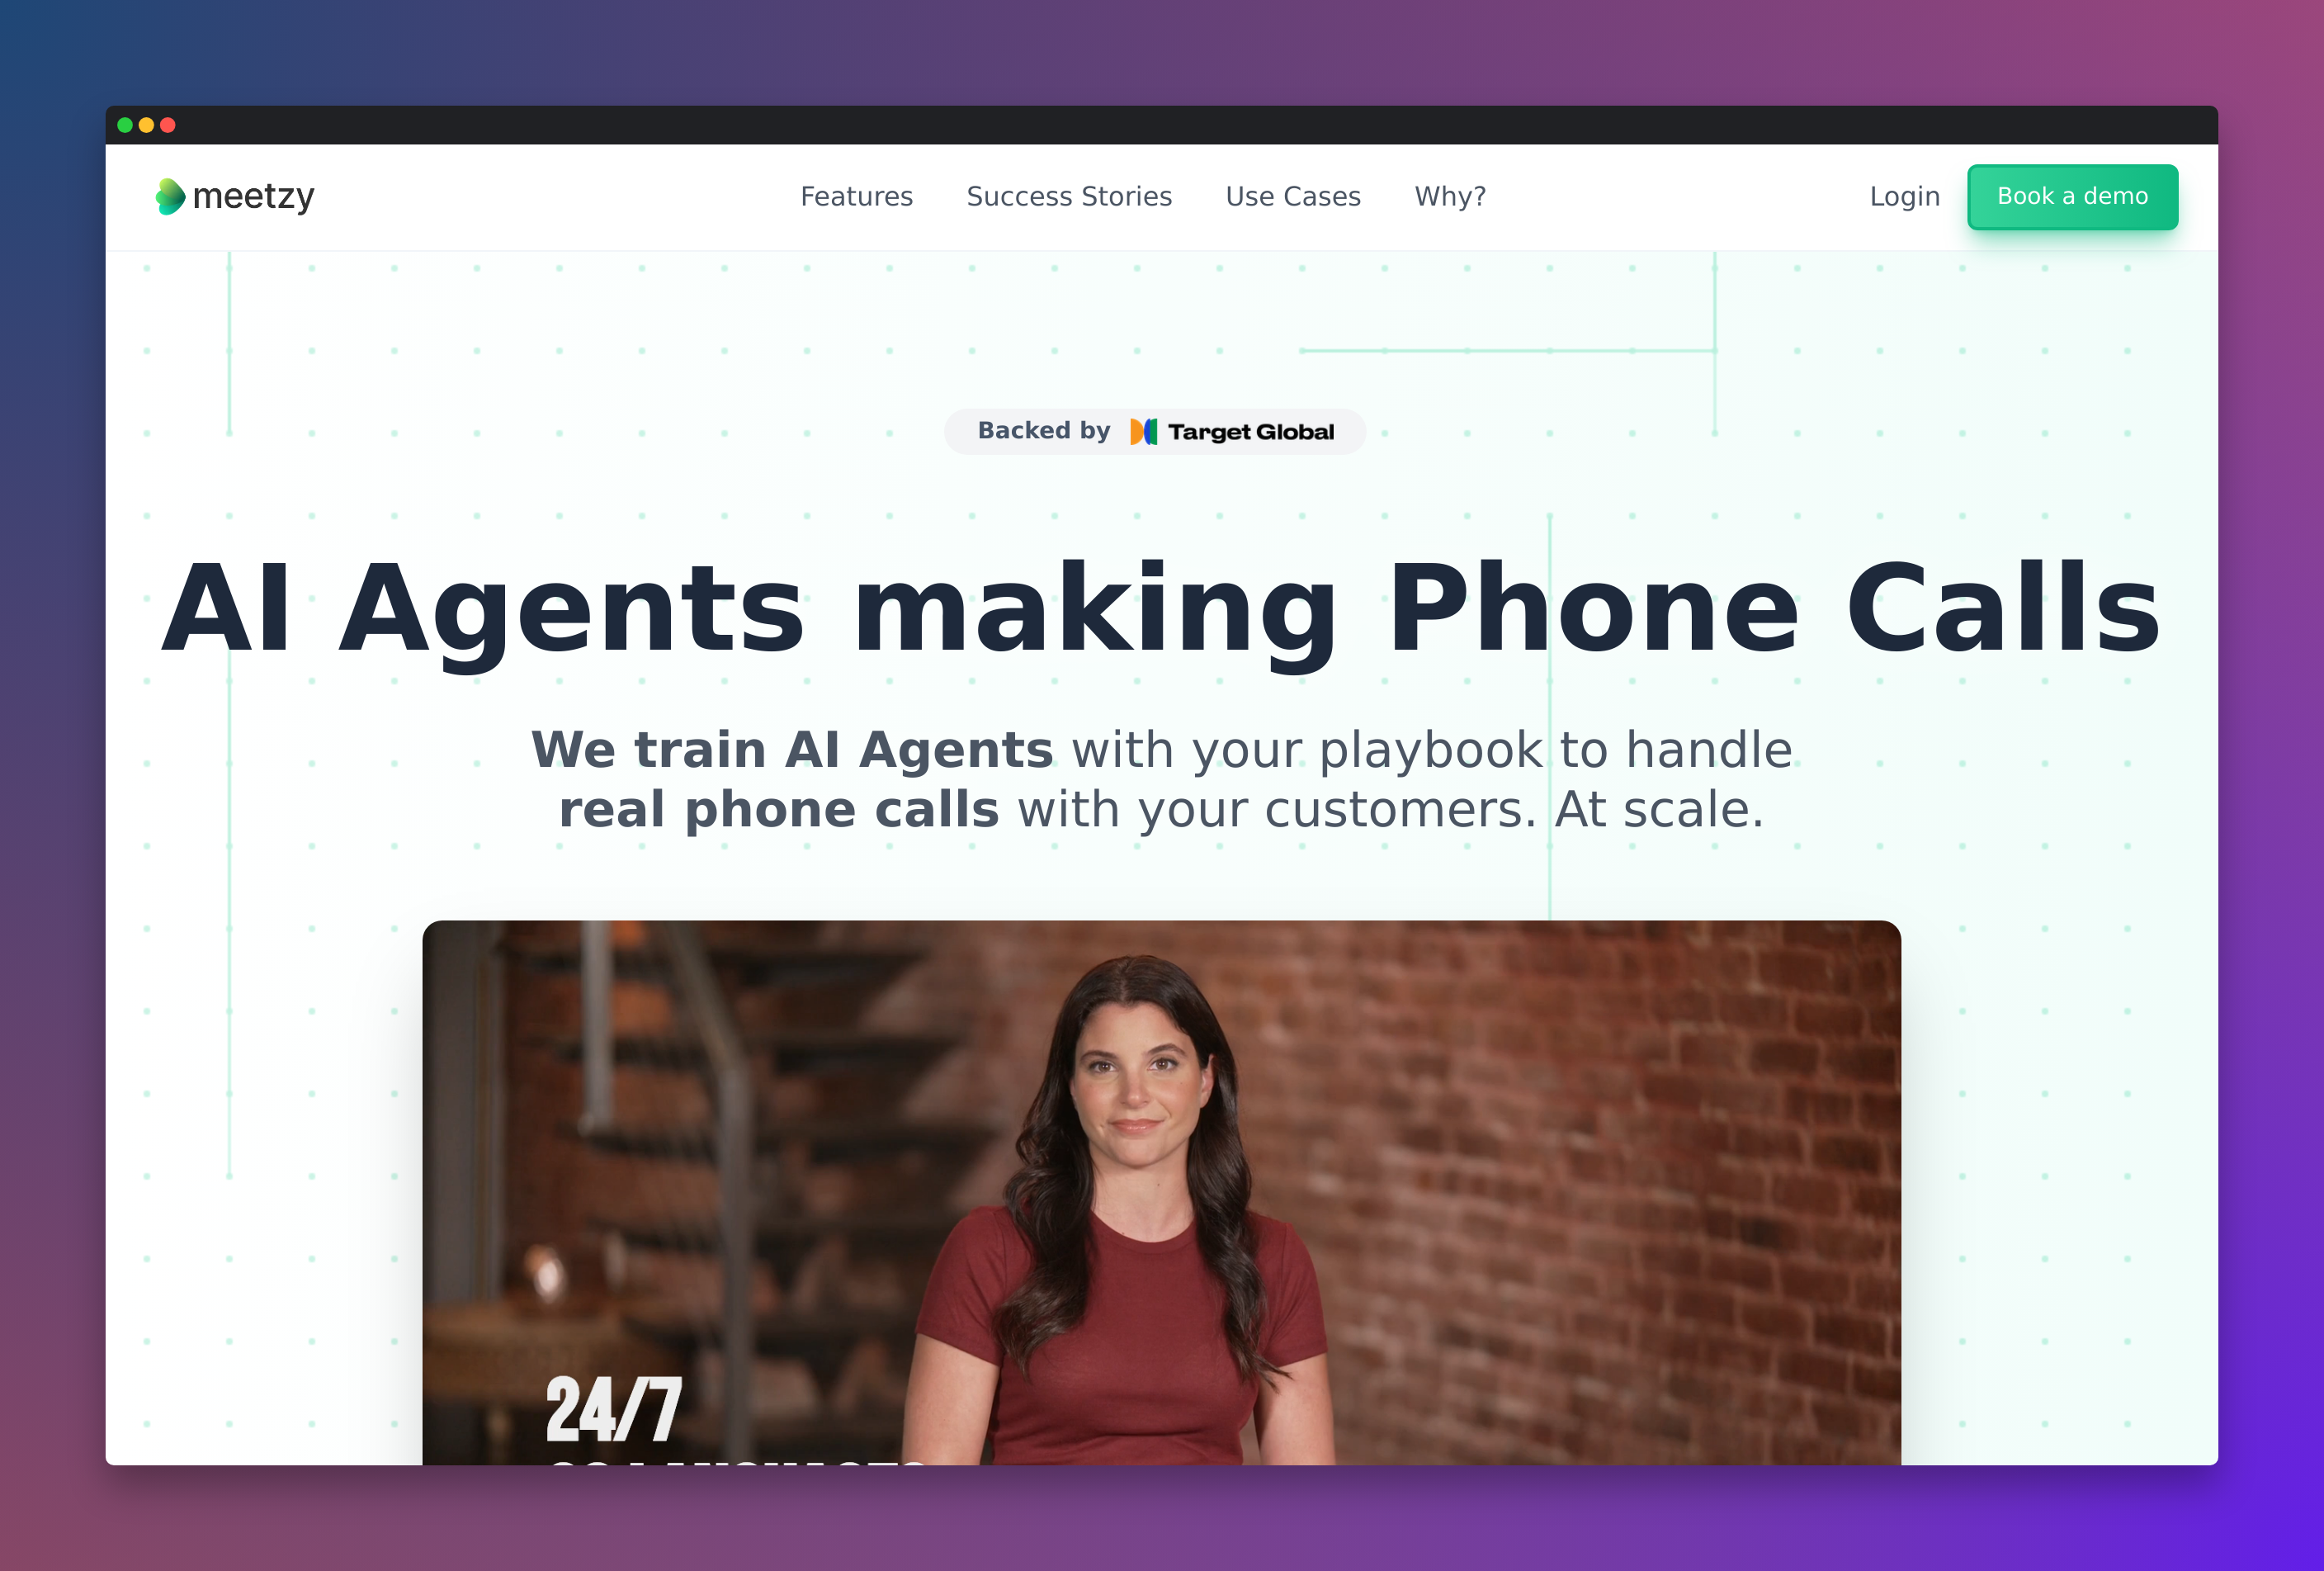 meetzy
Features
Success Stories
Use Cases
Why?
Login
Book a demo
Backed by Target Global
AI Agents making Phone Calls
We train AI Agents with your playbook to handle
real phone calls with your customers. At scale.
24/7